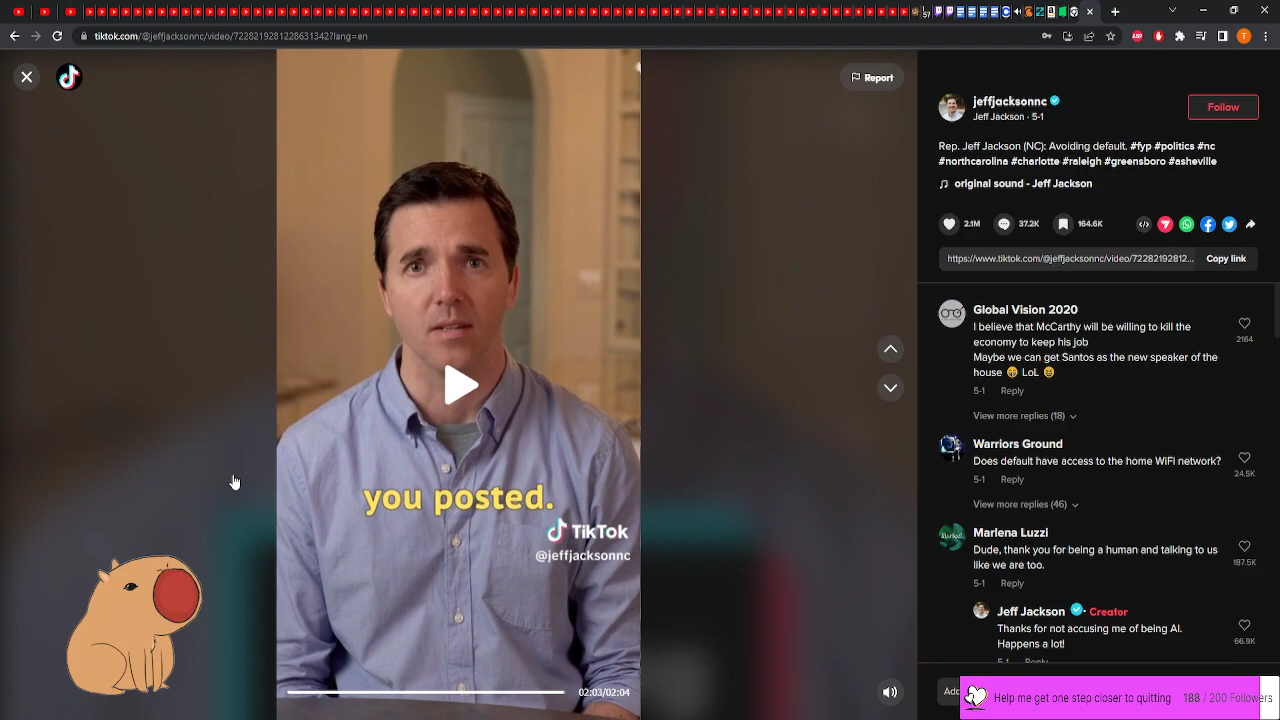 57
T
tiktok.com/@jeffjacksonnc/video/7228219281228631342?lang=en
Report
you posted.
TikTok
@jeffjacksonnc
02:03/02:04
jeffjacksonnc
Jeff Jackson · 5-1
Follow
Rep. Jeff Jackson (NC): Avoiding default. #fyp #politics #nc
#northcarolina #charlotte #raleigh #greensboro #asheville
original sound - Jeff Jackson
2.1M
37.2K
164.6K
https://www.tiktok.com/@jeffjacksonnc/video/72282192812...
Copy link
Global Vision 2020
I believe that McCarthy will be willing to kill the
economy to keep his job
Maybe we can get Santos as the new speaker of the
house 🤓 LoL 🤓
2164
5-1 Reply
View more replies (18)
Warriors Ground
Does default have access to the home WIFI network?
24.5K
5-1 Reply
View more replies (46)
Marlena Luzzi
Dude, thank you for being a human and talking to us
like we are too.
187.5K
5-1 Reply
Jeff Jackson · Creator
Thanks for not accusing me of being AI.
Happens a lot!
66.9K
5-1 Reply
Add
Help me get one step closer to quitting 188 / 200 Followers